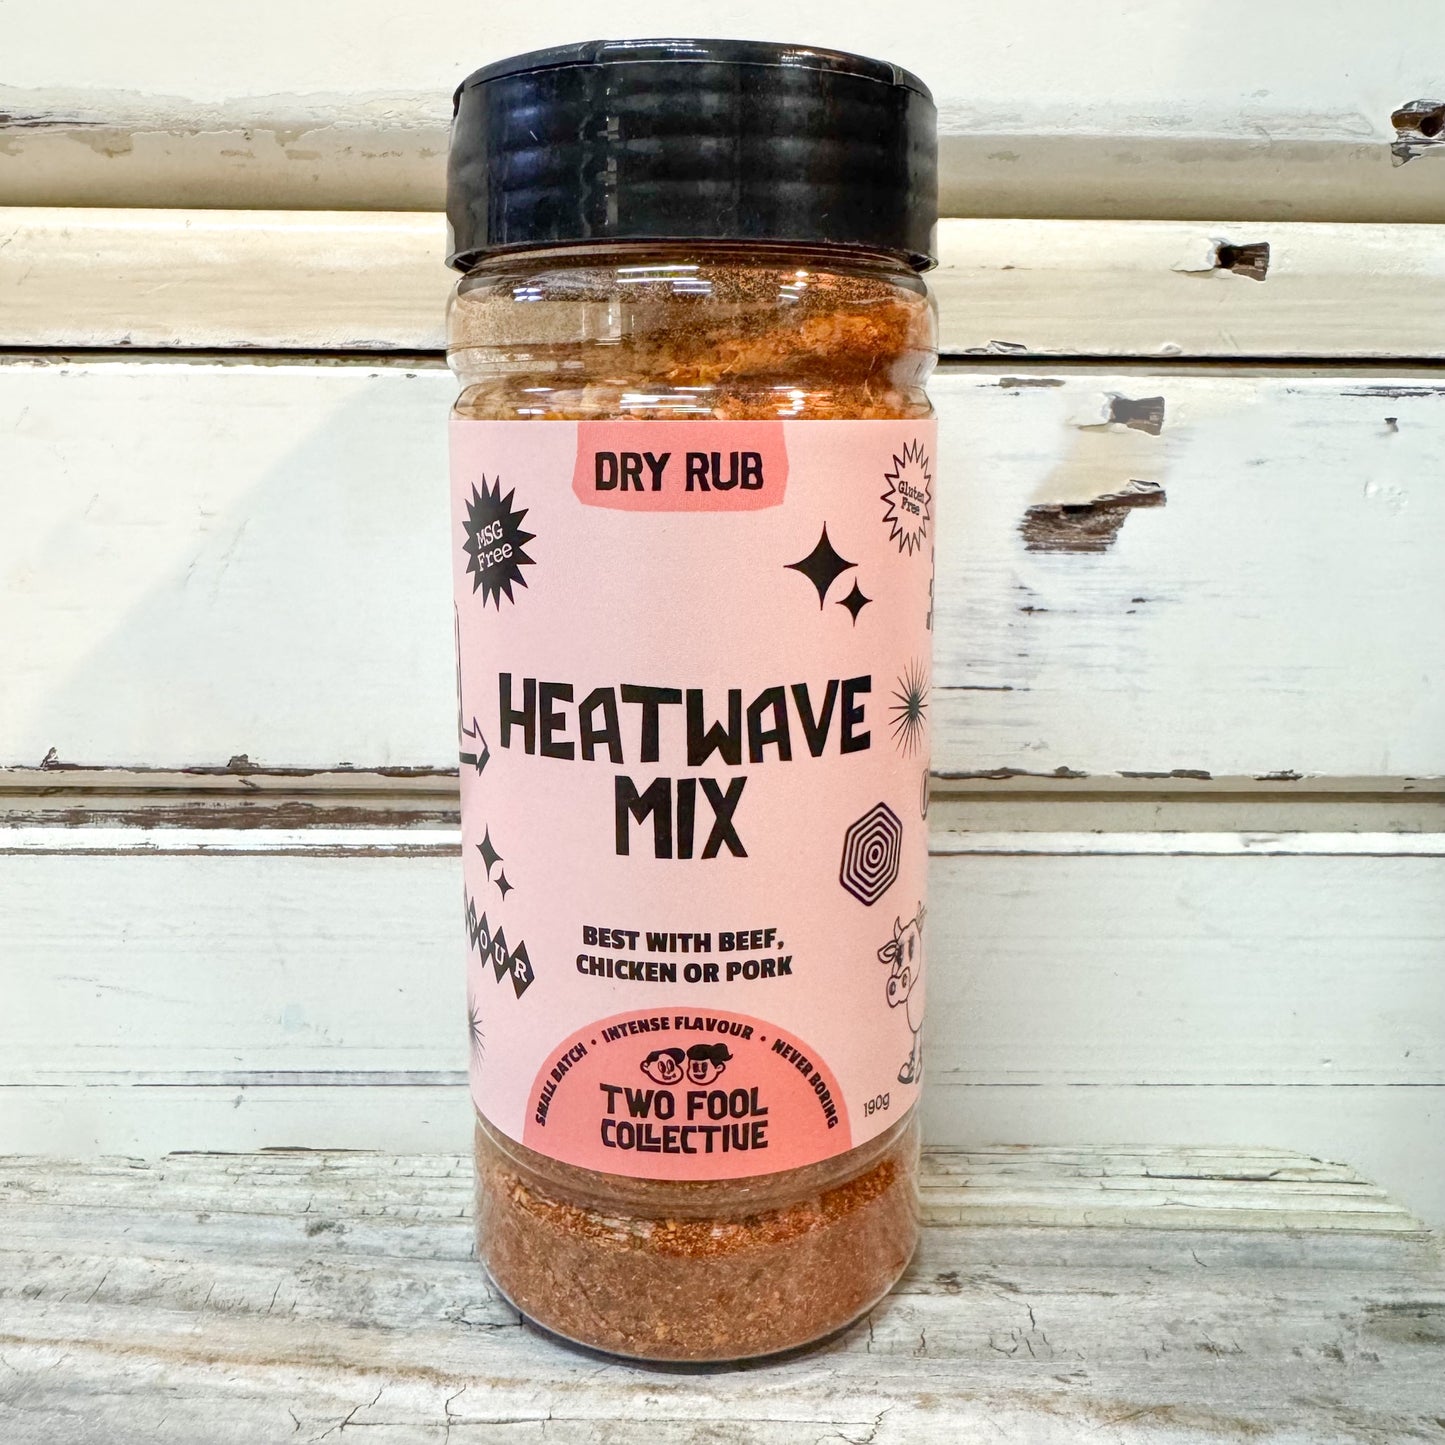 DRY RUB
MSG
Free
Gluten
Free
HEATWAVE
MIX
BEST WITH BEEF,
CHICKEN OR PORK
SMALL BATCH • INTENSE FLAVOUR • NEVER BORING
TWO FOOL
COLLECTIVE
190g